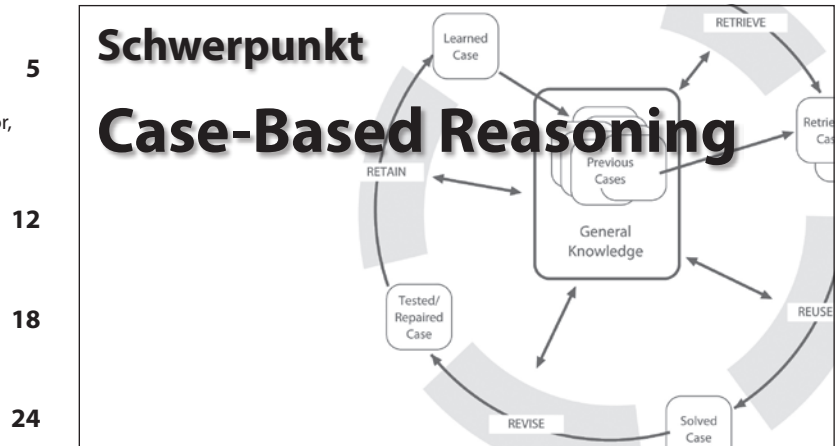 5
12
18
24
Schwerpunkt
Case-Based Reasoning
Learned
Case
RETRIEVE
RETAIN
Previous
Cases
General
Knowledge
Tested/
Repaired
Case
REUSE
REVISE
Solved
Case